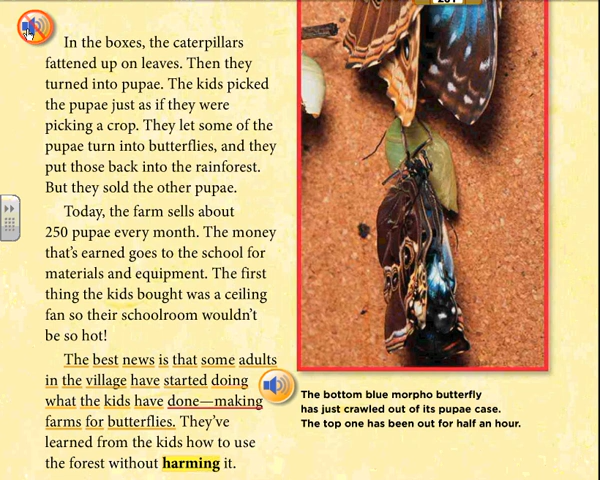 In the boxes, the caterpillars
fattened up on leaves. Then they
turned into pupae. The kids picked
the pupae just as if they were
picking a crop. They let some of the
pupae turn into butterflies, and they
put those back into the rainforest.
But they sold the other pupae.
Today, the farm sells about
250 pupae every month. The money
that's earned goes to the school for
materials and equipment. The first
thing the kids bought was a ceiling
fan so their schoolroom wouldn't
be so hot!
The best news is that some adults
in the village have started doing
what the kids have done—making
farms for butterflies. They've
learned from the kids how to use
the forest without harming it.
The bottom blue morpho butterfly
has just crawled out of its pupae case.
The top one has been out for half an hour.